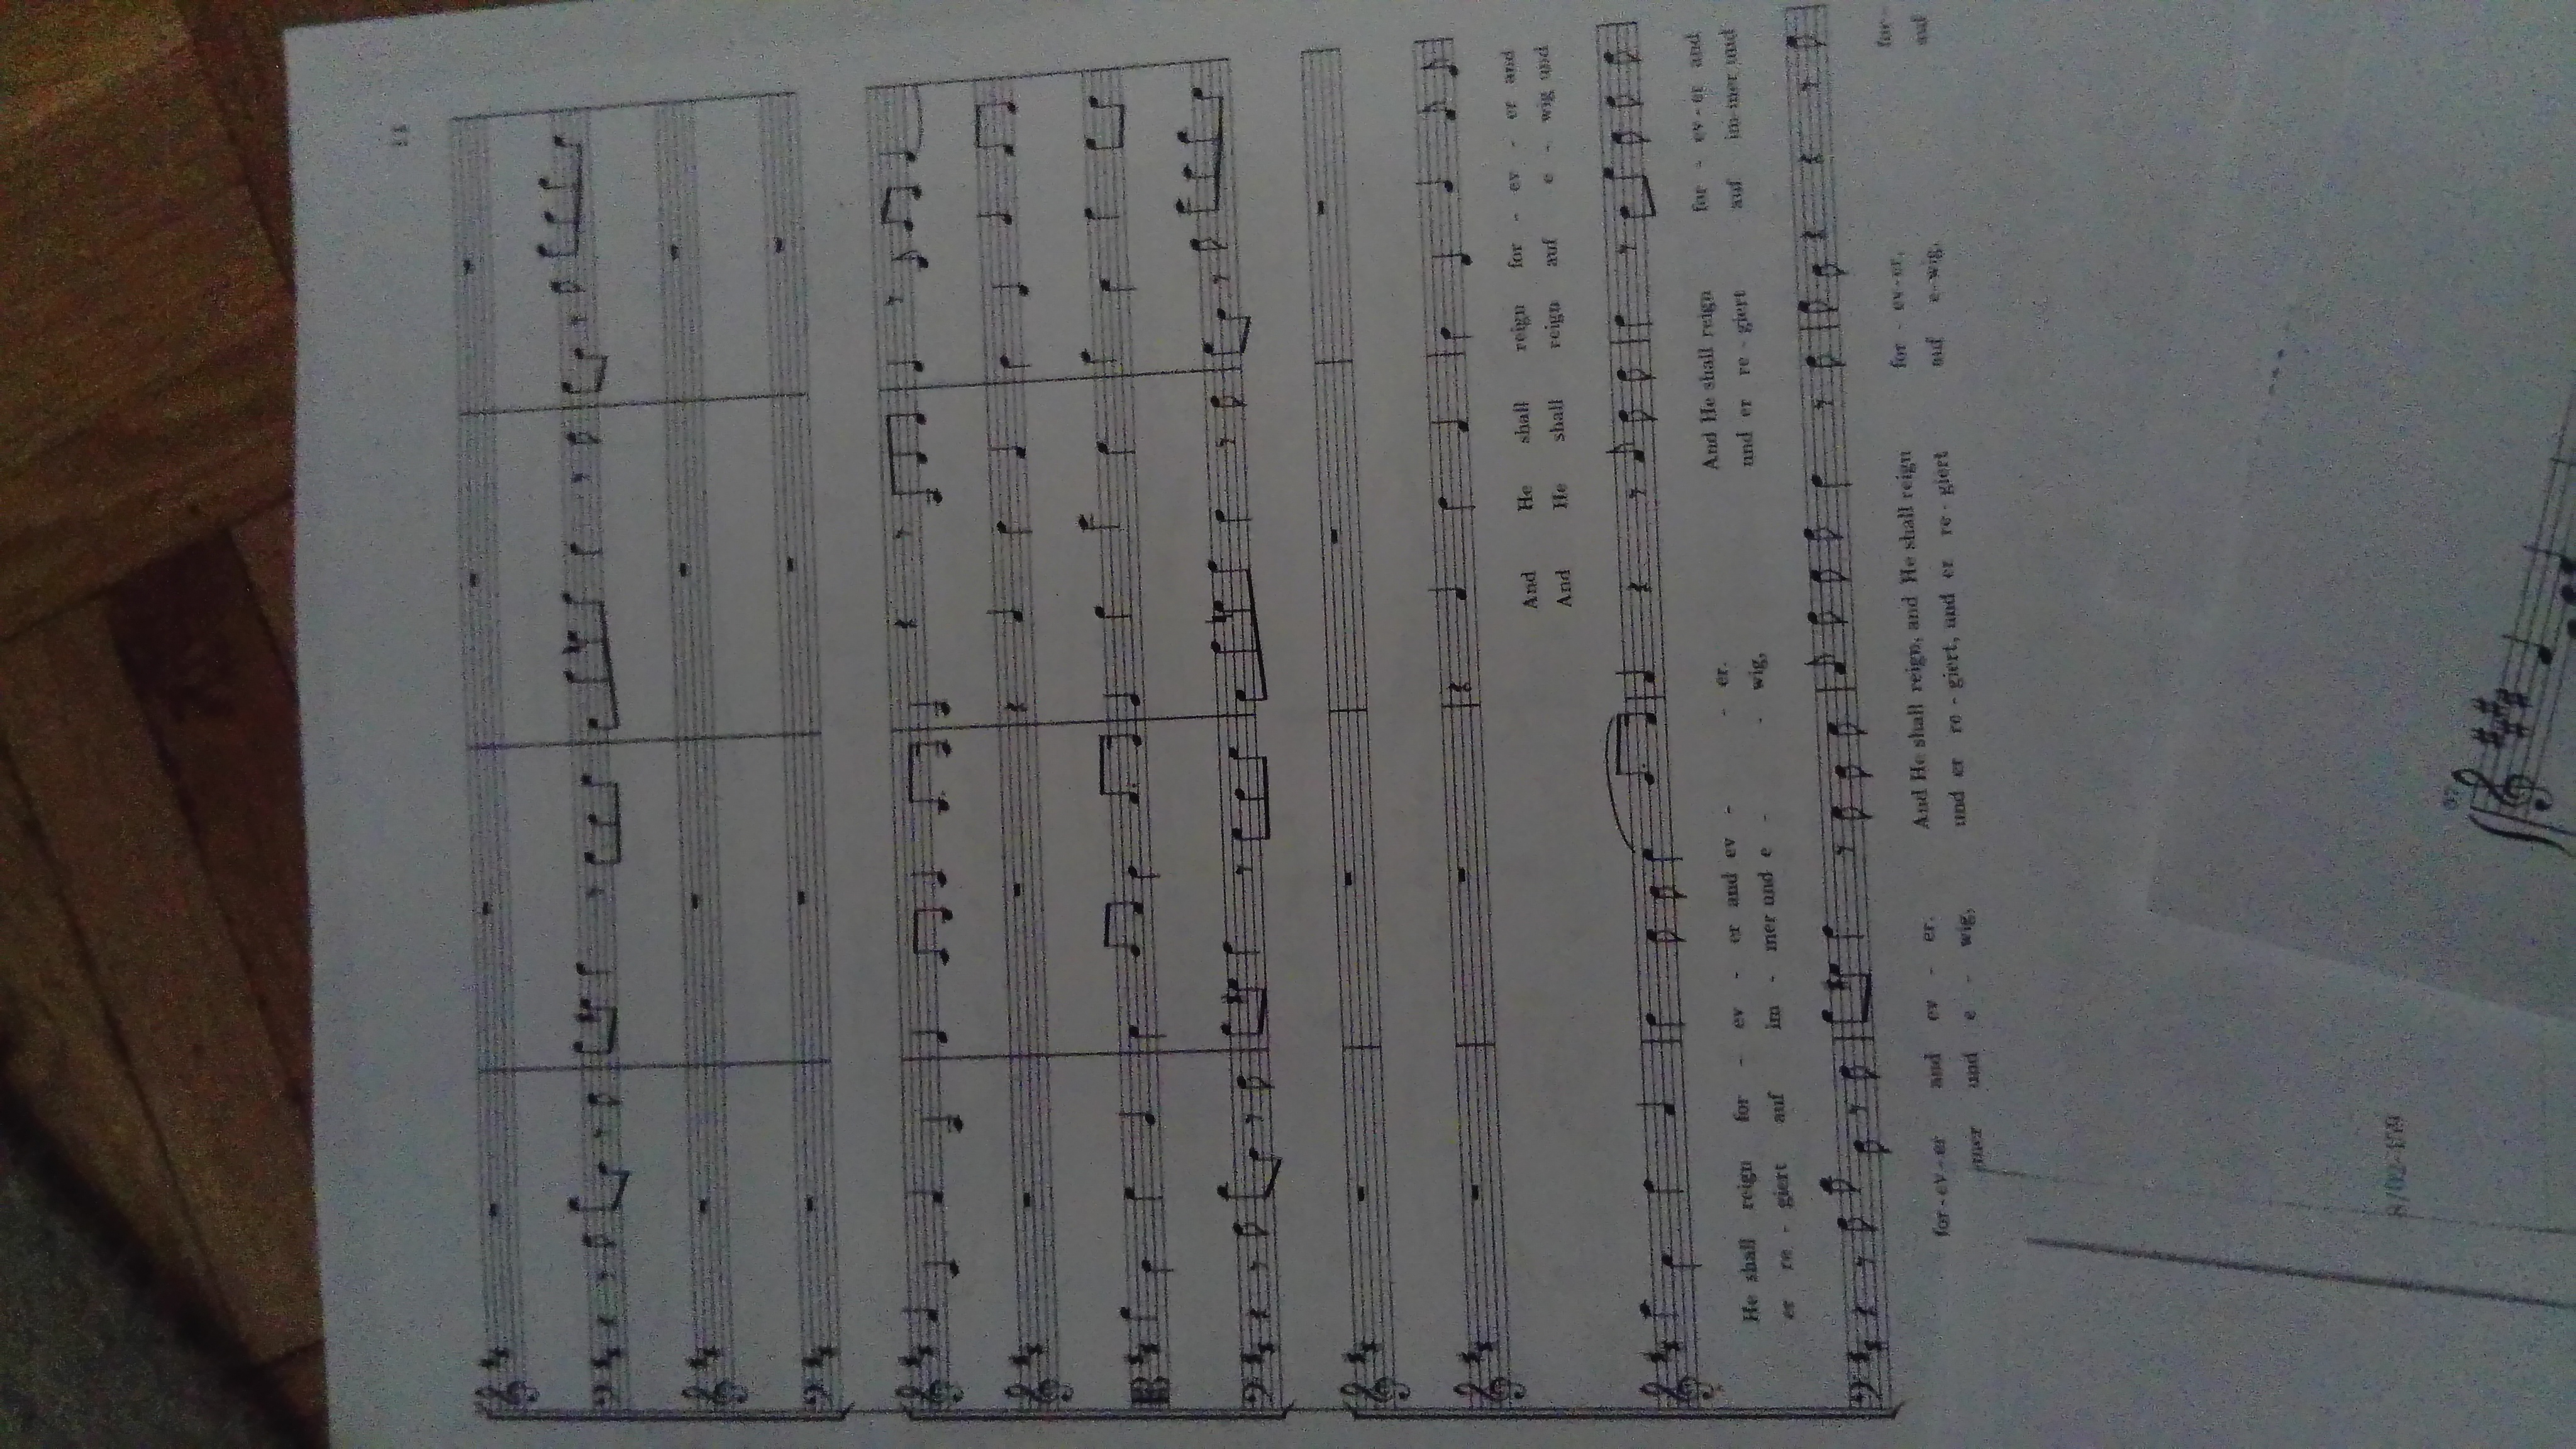 11
And He shall reign for - ev - er and
And He shall reign auf e - wig und
He shall reign for - ev - er and ev - - er. And He shall reign for - ev - er and
er re - giert auf im - mer und e - - wig, und er re - giert auf im - mer und
for - ev - er and ev - er. And He shall reign, and He shall reign for - ev - er, for -
mer und e - wig, und er re - giert, und er re - giert auf e - wig, auf
8/02-179